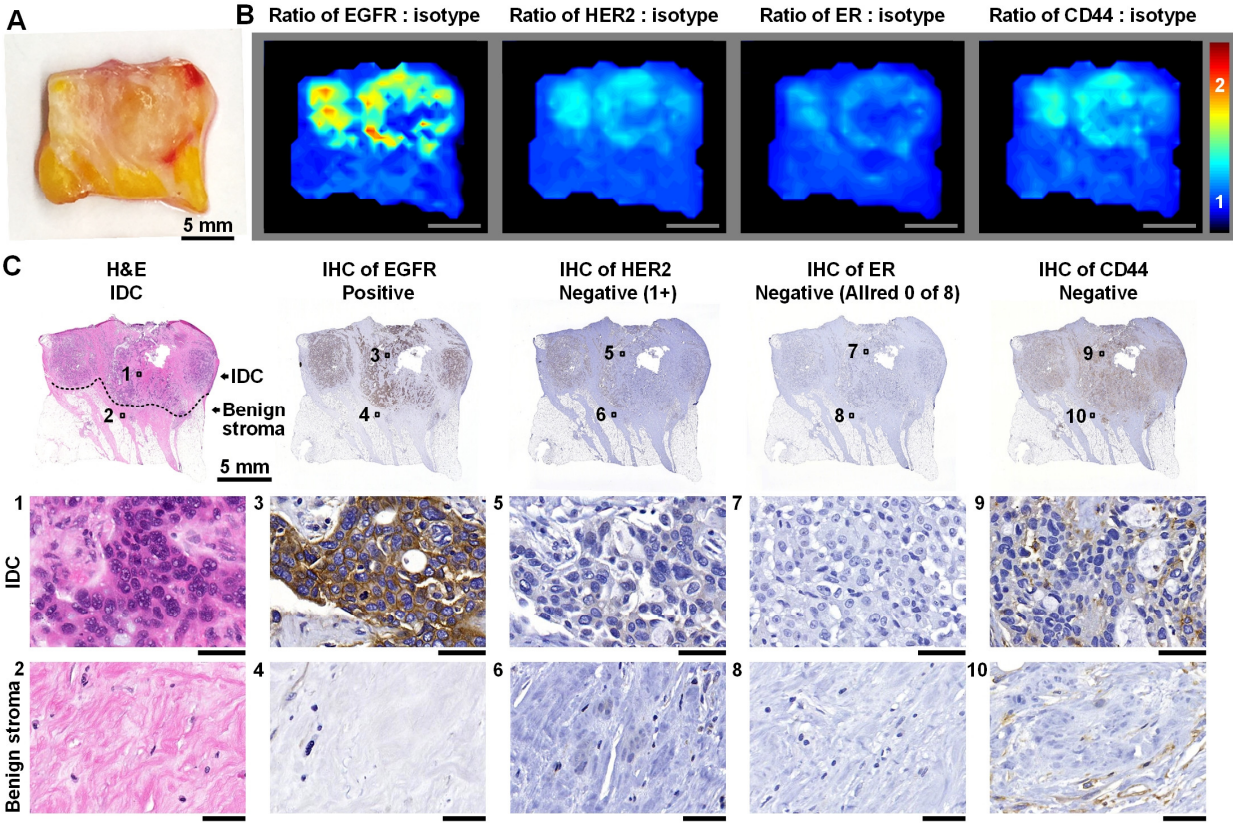 A
5 mm
B
Ratio of EGFR : isotype
Ratio of HER2 : isotype
Ratio of ER : isotype
Ratio of CD44 : isotype
2
1
C
H&E
IDC
IHC of EGFR
Positive
IHC of HER2
Negative (1+)
IHC of ER
Negative (Allred 0 of 8)
IHC of CD44
Negative
1
2
IDC
Benign
stroma
5 mm
3
4
5
6
7
8
9
10
IDC
1
3
5
7
9
Benign stroma
2
4
6
8
10